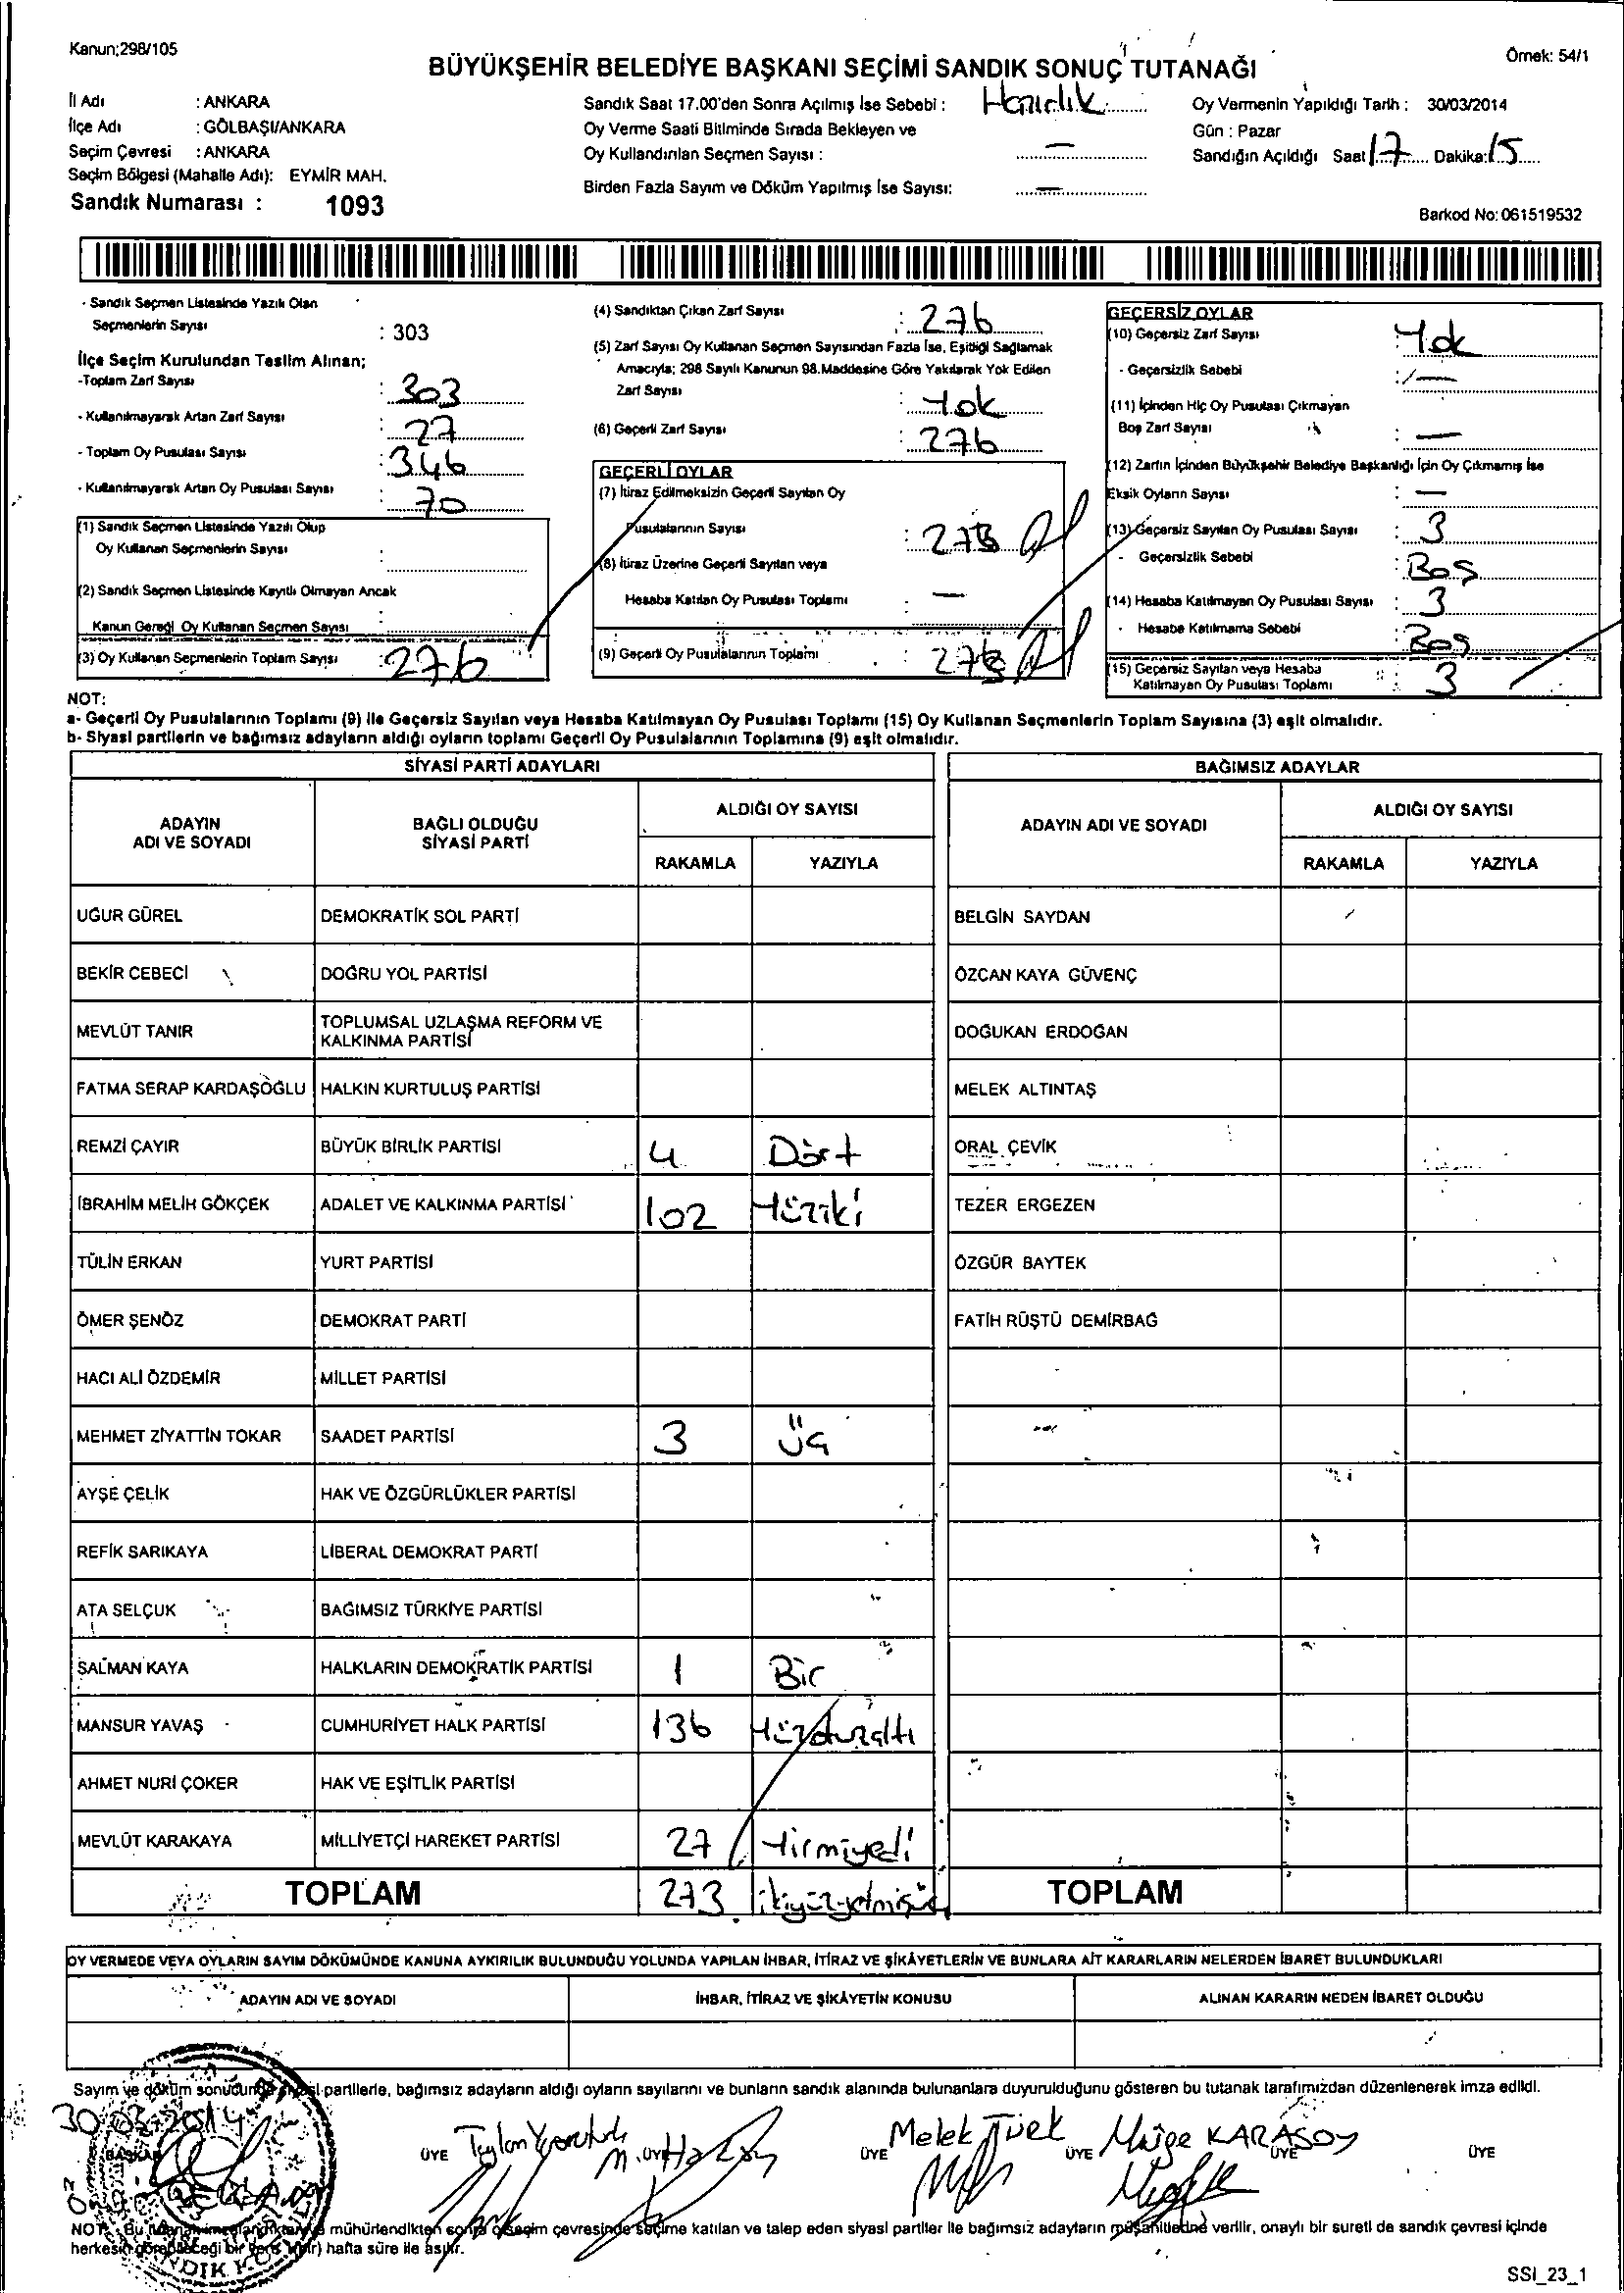 Kanun;298/105
Örnek: 54/1
BÜYÜKŞEHİR BELEDİYE BAŞKANI SEÇİMİ SANDIK SONUÇ TUTANAĞI
İl Adı : ANKARA
İlçe Adı : GÖLBAŞI/ANKARA
Seçim Çevresi : ANKARA
Seçim Bölgesi (Mahalle Adı): EYMİR MAH.
Sandık Numarası : 1093
Sandık Saat 17.00'den Sonra Açılmış İse Sebebi : Hazırlık
Oy Verme Saati Bitiminde Sırada Bekleyen ve
Oy Kullandırılan Seçmen Sayısı : —
Birden Fazla Sayım ve Döküm Yapılmış İse Sayısı: —
Oy Vermenin Yapıldığı Tarih : 30/03/2014
Gün : Pazar
Sandığın Açıldığı Saat 17 Dakika: 15
Barkod No: 061519532
- Sandık Seçmen Listesinde Yazılı Olan
Seçmenlerin Sayısı : 303
İlçe Seçim Kurulundan Teslim Alınan;
-Toplam Zarf Sayısı : 303
- Kullanılmayarak Artan Zarf Sayısı : 27
- Toplam Oy Pusulası Sayısı : 346
- Kullanılmayarak Artan Oy Pusulası Sayısı : 70
(1) Sandık Seçmen Listesinde Yazılı Olup
Oy Kullanan Seçmenlerin Sayısı :
(2) Sandık Seçmen Listesinde Kayıtlı Olmayan Ancak
Kanun Gereği Oy Kullanan Seçmen Sayısı :
(3) Oy Kullanan Seçmenlerin Toplam Sayısı : 276
(4) Sandıktan Çıkan Zarf Sayısı : 276
(5) Zarf Sayısı Oy Kullanan Seçmen Sayısından Fazla İse, Eşitliği Sağlamak
Amacıyla; 298 Sayılı Kanunun 98.Maddesine Göre Yakılarak Yok Edilen
Zarf Sayısı : Yok
(6) Geçerli Zarf Sayısı : 276
GEÇERLİ OYLAR
(7) İtiraz Edilmeksizin Geçerli Sayılan Oy
Pusulalarının Sayısı : 273
(8) İtiraz Üzerine Geçerli Sayılan veya
Hesaba Katılan Oy Pusulası Toplamı : —
(9) Geçerli Oy Pusulalarının Toplamı : 273
GEÇERSİZ OYLAR
(10) Geçersiz Zarf Sayısı : Yok
- Geçersizlik Sebebi : —
(11) İçinden Hiç Oy Pusulası Çıkmayan
Boş Zarf Sayısı : —
(12) Zarfın İçinden Büyükşehir Belediye Başkanlığı İçin Oy Çıkmamış İse
Eksik Oyların Sayısı : —
(13) Geçersiz Sayılan Oy Pusulası Sayısı : 3
- Geçersizlik Sebebi : Boş
(14) Hesaba Katılmayan Oy Pusulası Sayısı : 3
- Hesaba Katılmama Sebebi : Boş
(15) Geçersiz Sayılan veya Hesaba
Katılmayan Oy Pusulası Toplamı : 3
NOT:
a- Geçerli Oy Pusulalarının Toplamı (9) ile Geçersiz Sayılan veya Hesaba Katılmayan Oy Pusulası Toplamı (15) Oy Kullanan Seçmenlerin Toplam Sayısına (3) eşit olmalıdır.
b- Siyasi partilerin ve bağımsız adayların aldığı oyların toplamı Geçerli Oy Pusulalarının Toplamına (9) eşit olmalıdır.
SİYASİ PARTİ ADAYLARI
ADAYIN ADI VE SOYADI BAĞLI OLDUĞU SİYASİ PARTİ ALDIĞI OY SAYISI
RAKAMLA YAZIYLA
UĞUR GÜREL DEMOKRATİK SOL PARTİ
BEKİR CEBECİ DOĞRU YOL PARTİSİ
MEVLÜT TANIR TOPLUMSAL UZLAŞMA REFORM VE KALKINMA PARTİSİ
FATMA SERAP KARDAŞOĞLU HALKIN KURTULUŞ PARTİSİ
REMZİ ÇAYIR BÜYÜK BİRLİK PARTİSİ 4 Dört
İBRAHİM MELİH GÖKÇEK ADALET VE KALKINMA PARTİSİ 102 Yüziki
TÜLİN ERKAN YURT PARTİSİ
ÖMER ŞENÖZ DEMOKRAT PARTİ
HACI ALİ ÖZDEMİR MİLLET PARTİSİ
MEHMET ZİYATTİN TOKAR SAADET PARTİSİ 3 Üç
AYŞE ÇELİK HAK VE ÖZGÜRLÜKLER PARTİSİ
REFİK SARIKAYA LİBERAL DEMOKRAT PARTİ
ATA SELÇUK BAĞIMSIZ TÜRKİYE PARTİSİ
SALMAN KAYA HALKLARIN DEMOKRATİK PARTİSİ 1 Bir
MANSUR YAVAŞ CUMHURİYET HALK PARTİSİ 136 Yüzotuzaltı
AHMET NURİ ÇOKER HAK VE EŞİTLİK PARTİSİ
MEVLÜT KARAKAYA MİLLİYETÇİ HAREKET PARTİSİ 27 Yirmiyedi
TOPLAM 273 ikiyüzyetmişüç
BAĞIMSIZ ADAYLAR
ADAYIN ADI VE SOYADI ALDIĞI OY SAYISI
RAKAMLA YAZIYLA
BELGİN SAYDAN
ÖZCAN KAYA GÜVENÇ
DOĞUKAN ERDOĞAN
MELEK ALTINTAŞ
ORAL ÇEVİK
TEZER ERGEZEN
ÖZGÜR BAYTEK
FATİH RÜŞTÜ DEMİRBAĞ
TOPLAM
OY VERMEDE VEYA OYLARIN SAYIM DÖKÜMÜNDE KANUNA AYKIRILIK BULUNDUĞU YOLUNDA YAPILAN İHBAR, İTİRAZ VE ŞİKÂYETLERİN VE BUNLARA AİT KARARLARIN NELERDEN İBARET BULUNDUKLARI
ADAYIN ADI VE SOYADI İHBAR, İTİRAZ VE ŞİKÂYETİN KONUSU ALINAN KARARIN NEDEN İBARET OLDUĞU
Sayım ve döküm sonucunda siyasi partilerle, bağımsız adayların aldığı oyların sayılarını ve bunların sandık alanında bulunanlara duyurulduğunu gösteren bu tutanak tarafımızdan düzenlenerek imza edildi.
30.03.2014
BAŞKAN ÜYE ÜYE ÜYE Melek Türk ÜYE Müge KARASOY ÜYE ÜYE
NOT: Bu tutanak imzalandıktan ve mühürlendikten sonra o seçim çevresinde seçime katılan ve talep eden siyasi partiler ile bağımsız adayların müşahitlerine verilir, onaylı bir sureti de sandık çevresi içinde
herkesin görebileceği bir yere (bir) hafta süre ile asılır.
SSI_23_1